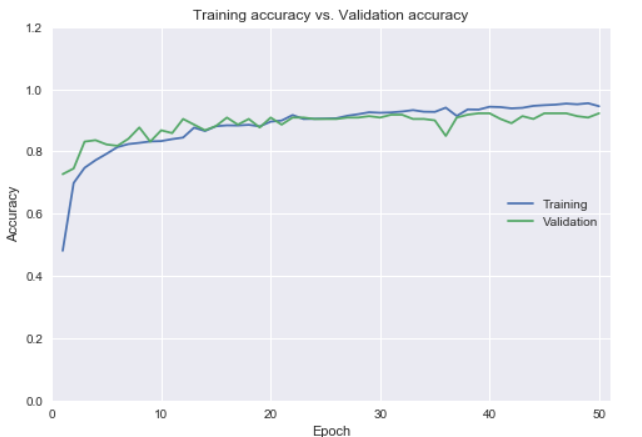 Training accuracy vs. Validation accuracy
1.2
1.0
0.8
0.6
0.4
0.2
0.0
Accuracy
Training
Validation
0 10 20 30 40 50
Epoch